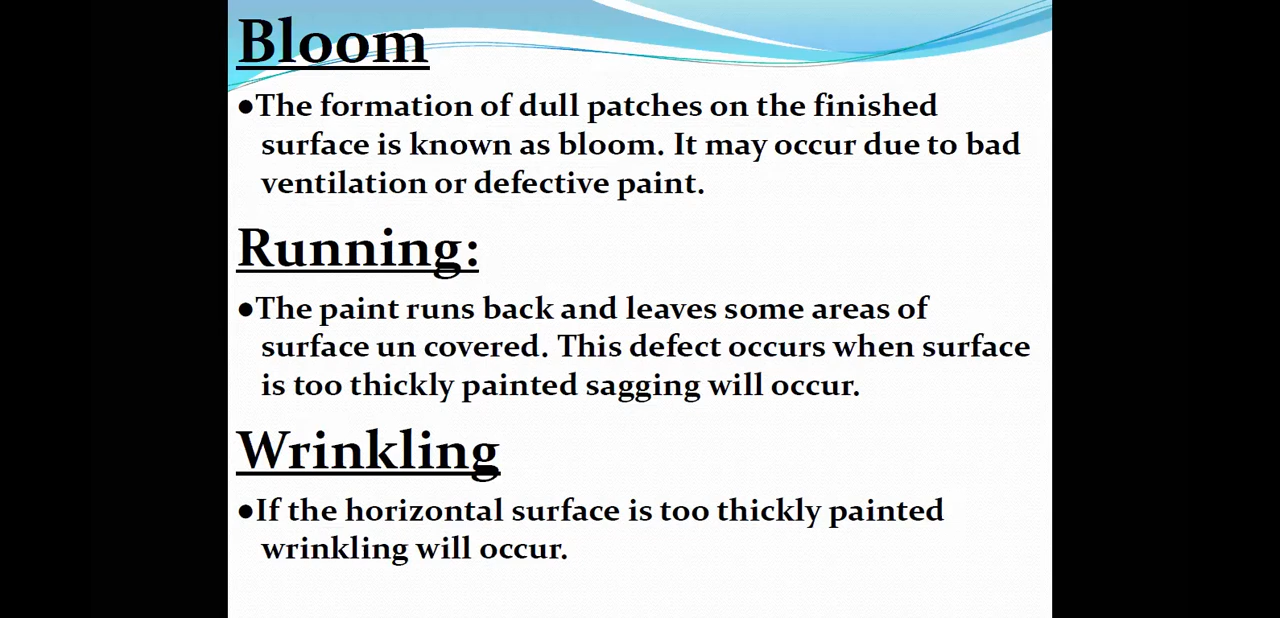 Bloom
●The formation of dull patches on the finished
surface is known as bloom. It may occur due to bad
ventilation or defective paint.
Running:
●The paint runs back and leaves some areas of
surface un covered. This defect occurs when surface
is too thickly painted sagging will occur.
Wrinkling
●If the horizontal surface is too thickly painted
wrinkling will occur.